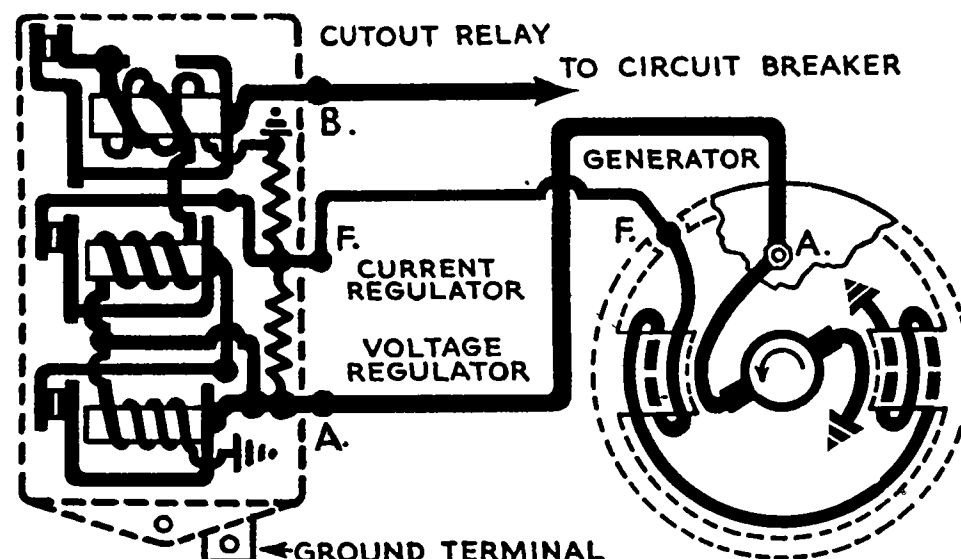 CUTOUT RELAY
TO CIRCUIT BREAKER
B.
GENERATOR
F.
F.
A.
CURRENT
REGULATOR
VOLTAGE
REGULATOR
A.
GROUND TERMINAL